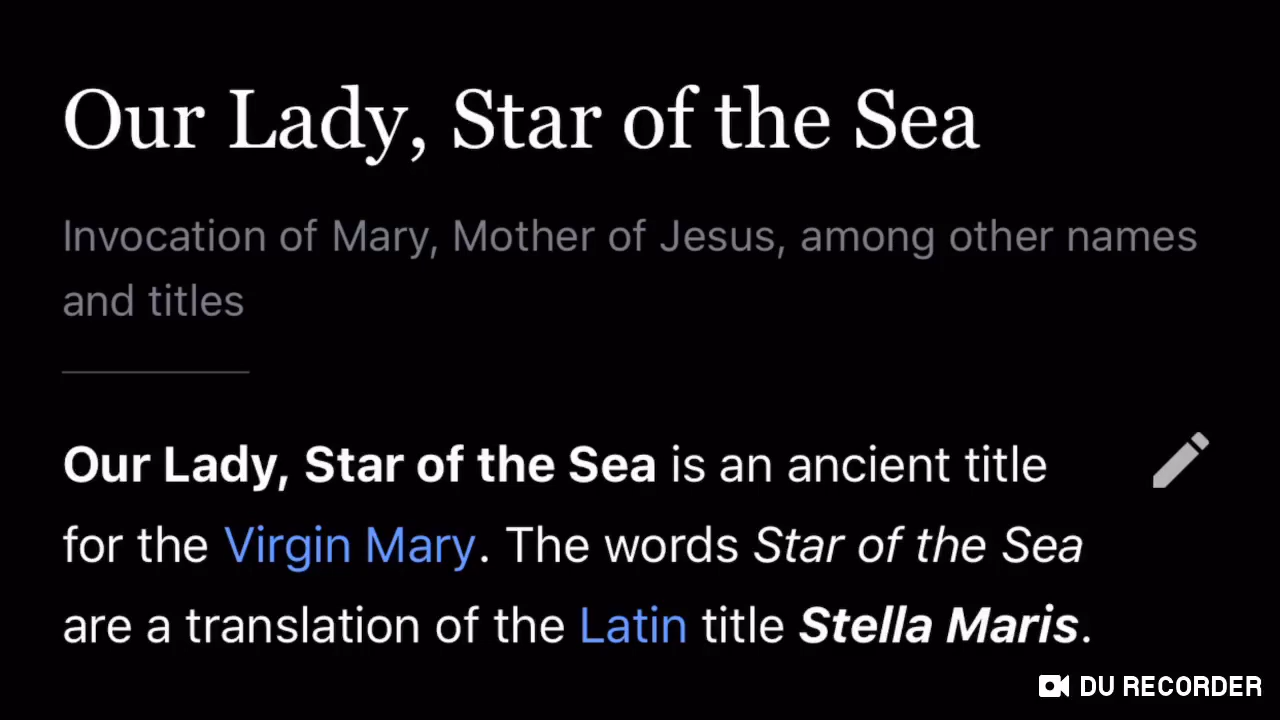 Our Lady, Star of the Sea
Invocation of Mary, Mother of Jesus, among other names
and titles
Our Lady, Star of the Sea is an ancient title
for the Virgin Mary. The words Star of the Sea
are a translation of the Latin title Stella Maris.
DU RECORDER